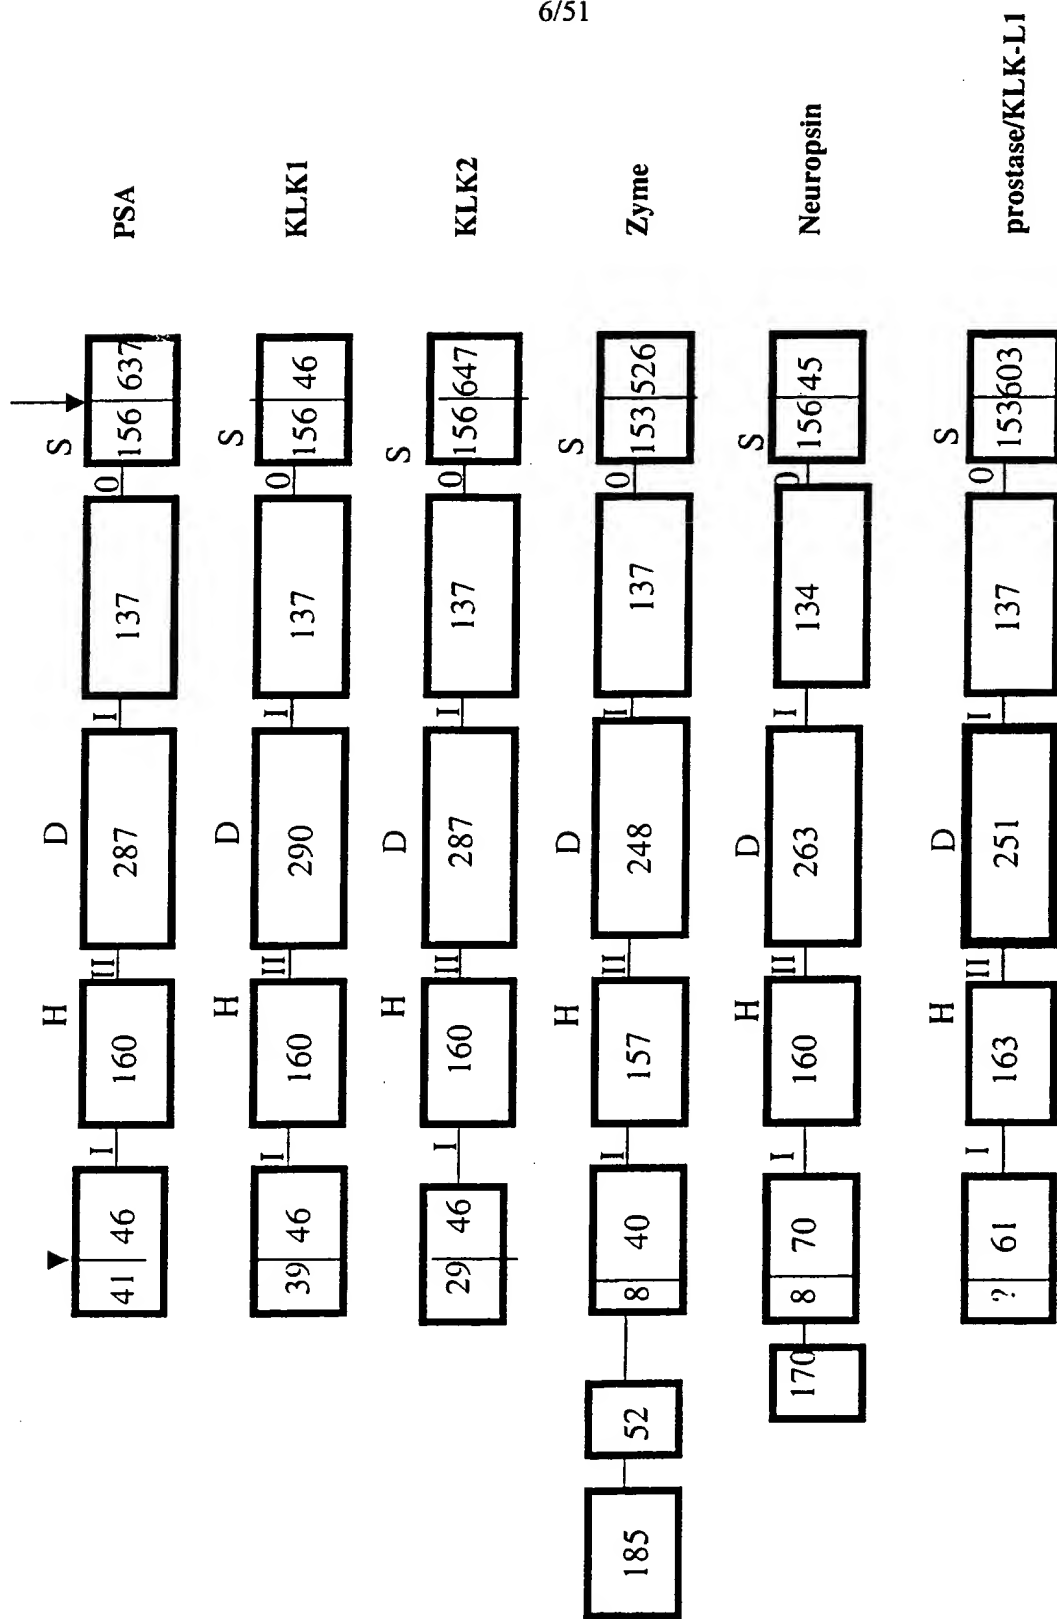 6/51
S
H D
41 46 I 160 II 287 I 137 0 156 637 PSA
H D S
39 46 I 160 II 290 I 137 0 156 46 KLK1
H D S
29 46 I 160 II 287 I 137 0 156 647 KLK2
H D S
185 52 8 40 I 157 II 248 I 137 0 153 526 Zyme
H D S
170 8 70 I 160 II 263 I 134 0 156 45 Neuropsin
H D S
? 61 I 163 II 251 I 137 0 153 603 prostase/KLK-L1